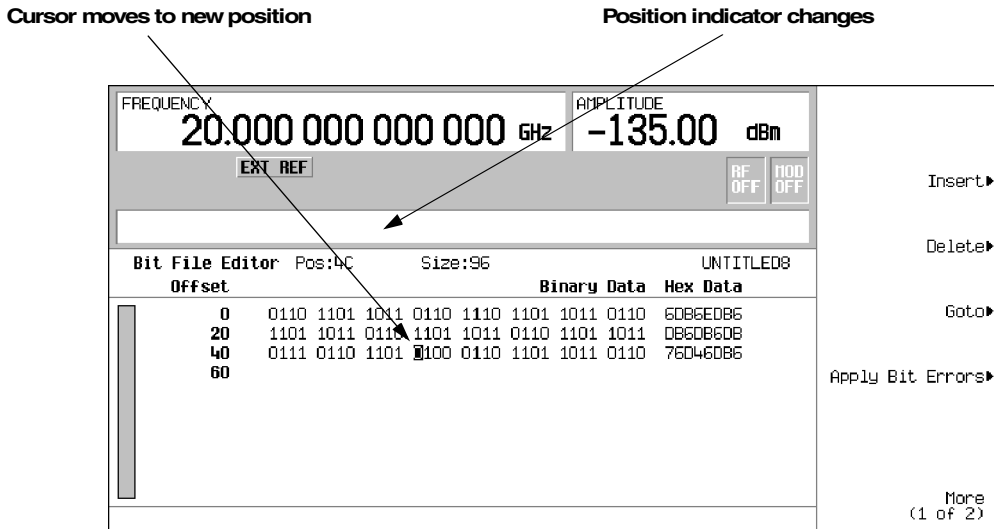 Cursor moves to new position
Position indicator changes
FREQUENCY
20.000 000 000 000 GHz
AMPLITUDE
-135.00 dBm
EXT REF
RF OFF
MOD OFF
Insert
Delete
Goto
Apply Bit Errors
More
(1 of 2)
Bit File Editor Pos:4C Size:96 UNTITLED8
Offset Binary Data Hex Data
0 0110 1101 1011 0110 1110 1101 1011 0110 6DB6EDB6
20 1101 1011 0110 1101 1011 0110 1101 1011 DB6DB6DB
40 0111 0110 1101 0100 0110 1101 1011 0110 76D46DB6
60